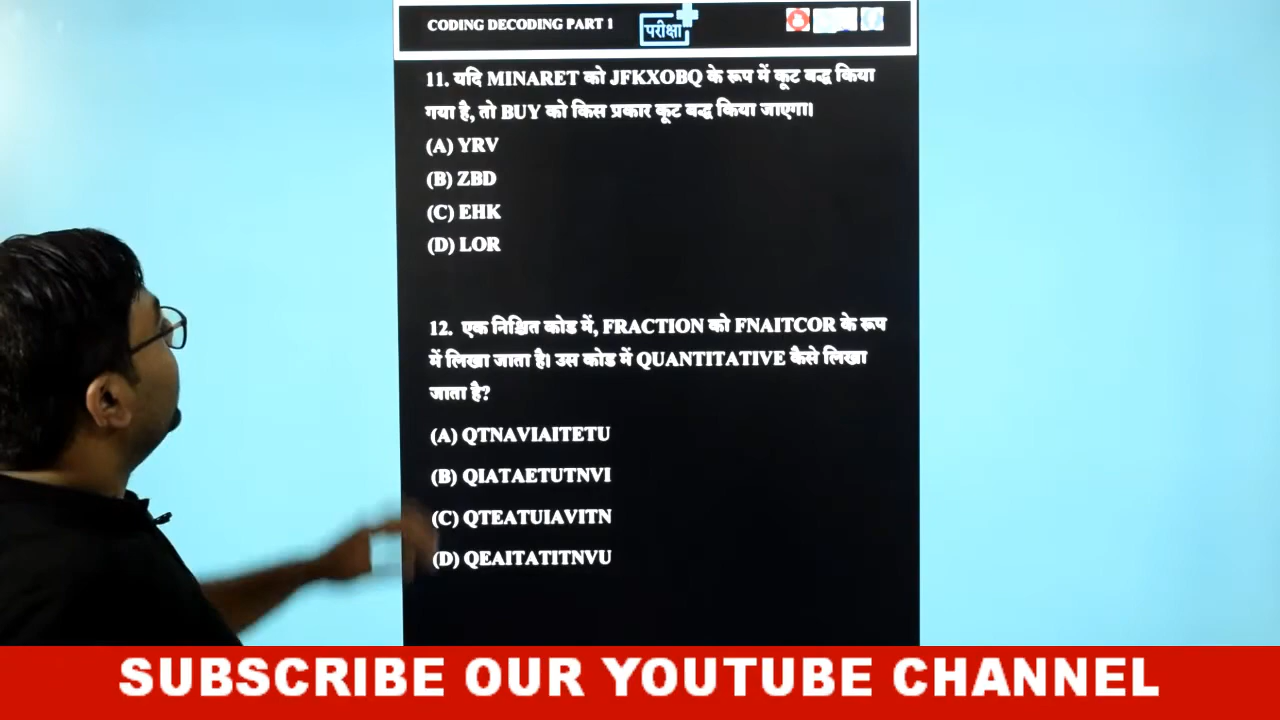 CODING DECODING PART 1
परीक्षा
11. यदि MINARET को JFKXOBQ के रूप में कूट बद्ध किया
गया है, तो BUY को किस प्रकार कूट बद्ध किया जाएगा।
(A) YRV
(B) ZBD
(C) EHK
(D) LOR
12. एक निश्चित कोड में, FRACTION को FNAITCOR के रूप
में लिखा जाता है। उस कोड में QUANTITATIVE कैसे लिखा
जाता है?
(A) QTNAVIAITETU
(B) QIATAETUTNVI
(C) QTEATUIAVITN
(D) QEAITATITNVU
SUBSCRIBE OUR YOUTUBE CHANNEL